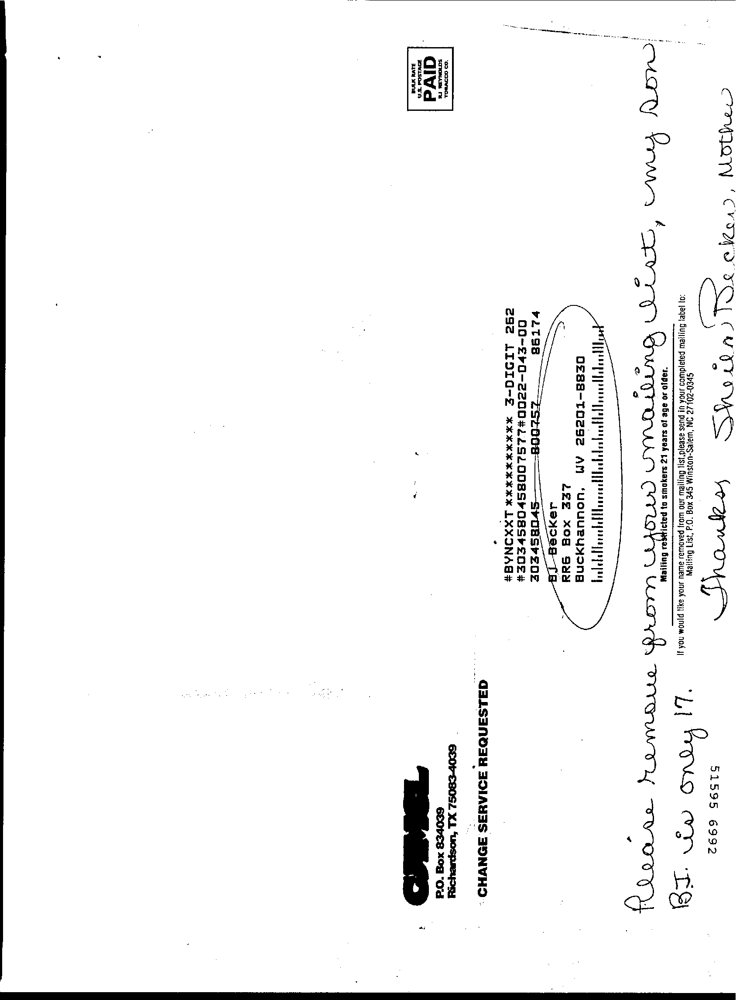 BULK RATE
U.S. POSTAGE
PAID
RJ REYNOLDS
TOBACCO CO.
CAMEL
P.O. Box 834039
Richardson, TX 75083-4039
CHANGE SERVICE REQUESTED
#BYNCXXT ********** 3-DIGIT 262
#3034580458007577#0022-043-00
303458045 800757 86174
BJ Becker
RR6 Box 337
Buckhannon, WV 26201-8830
Please remove from your mailing list, my son
B.J. is only 17.
Mailing restricted to smokers 21 years of age or older.
If you would like your name removed from our mailing list, please send in your completed mailing label to:
Mailing List, P.O. Box 345 Winston-Salem, NC 27102-0345
Thanks, Sheila Becker, Mother
51595 6992